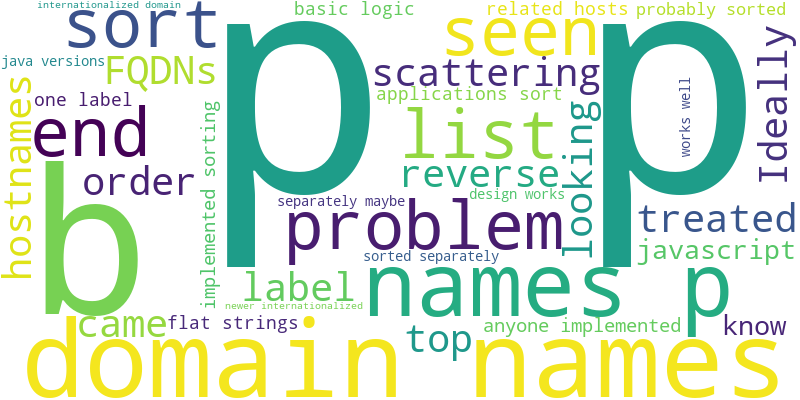 internationalized domain
sort
basic logic
related hosts
probably sorted
seen
java versions
FQDNs
scattering
p p
Ideally
one label
applications sort
works well
hostnames
end
list
implemented sorting
looking
order
reverse
b
separately maybe
design works
problem
treated
sorted separately
javascript
label
names p
newer internationalized
came
flat strings
top
anyone implemented
know
domain names